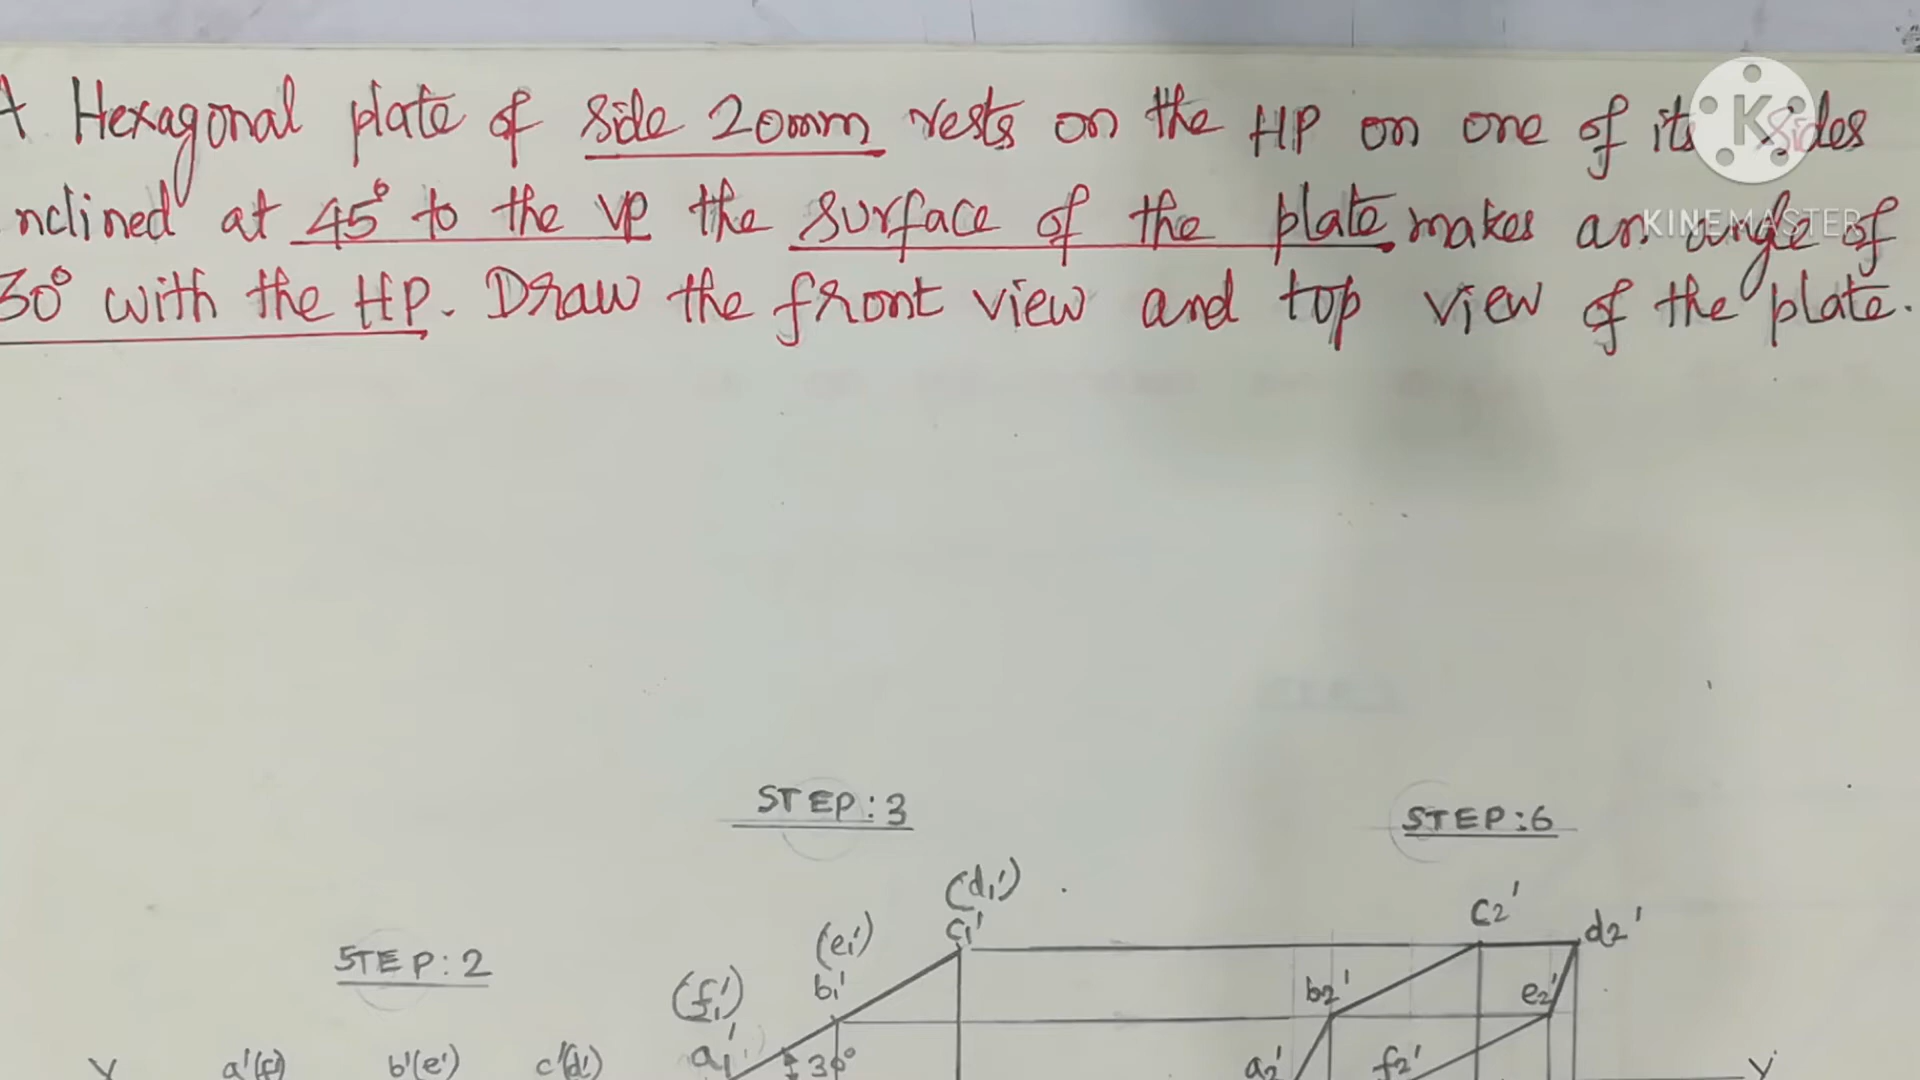 A Hexagonal plate of side 20mm rests on the HP on one of its sides
nclined at 45° to the VP the surface of the plate makes an angle of
30° with the HP. Draw the front view and top view of the plate.
K
KINEMASTER
STEP:3
STEP:6
STEP:2
(d1')
c1'
(e1')
b1'
(f1')
a1'
30°
c2'
d2'
b2'
e2'
a2'
f2'
X
a'(f')
b'(e')
c'(d')
Y